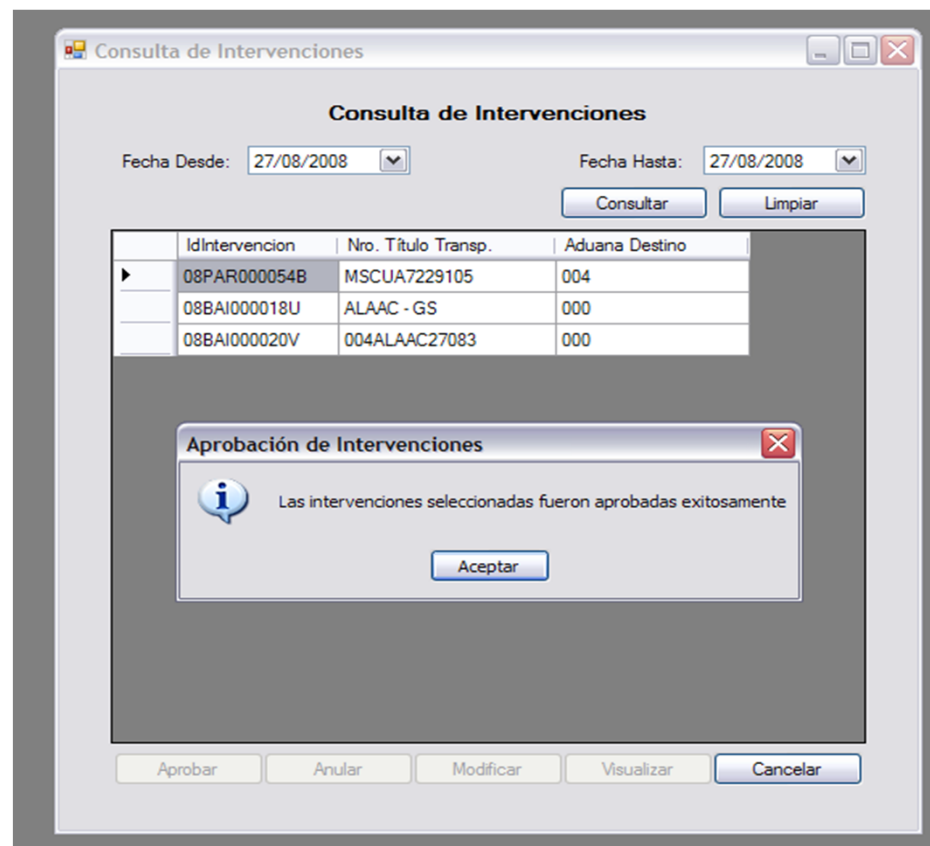 Consulta de Intervenciones
Consulta de Intervenciones
Fecha Desde: 27/08/2008 Fecha Hasta: 27/08/2008
Consultar Limpiar
IdIntervencion Nro. Título Transp. Aduana Destino
08PAR000054B MSCUA7229105 004
08BAI000018U ALAAC - GS 000
08BAI000020V 004ALAAC27083 000
Aprobación de Intervenciones
Las intervenciones seleccionadas fueron aprobadas exitosamente
Aceptar
Aprobar Anular Modificar Visualizar Cancelar